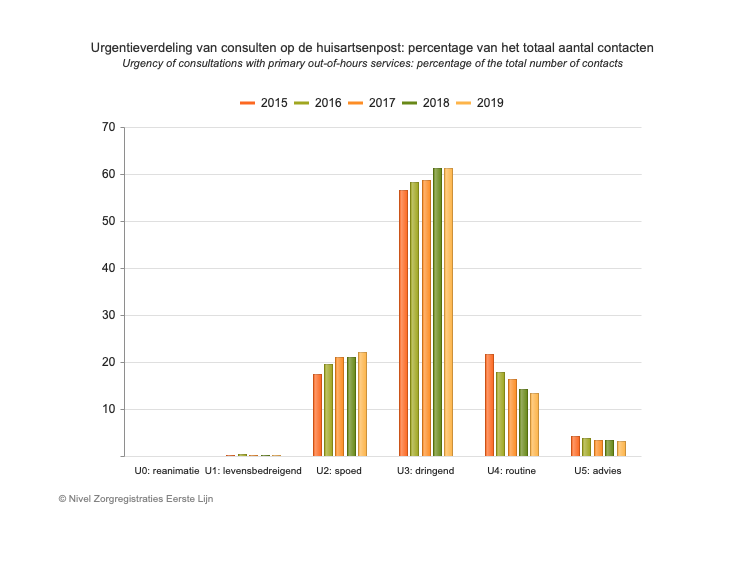 Urgentieverdeling van consulten op de huisartsenpost: percentage van het totaal aantal contacten
Urgency of consultations with primary out-of-hours services: percentage of the total number of contacts
2015 2016 2017 2018 2019
70
60
50
40
30
20
10
U0: reanimatie U1: levensbedreigend U2: spoed U3: dringend U4: routine U5: advies
© Nivel Zorgregistraties Eerste Lijn